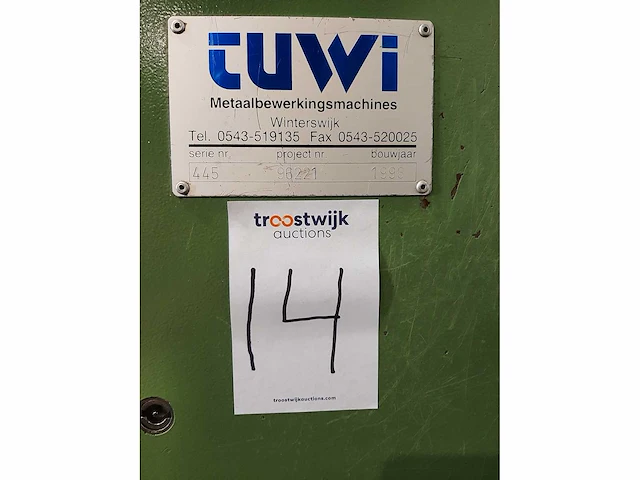 tuwi
Metaalbewerkingsmachines
Winterswijk
Tel. 0543-519135 Fax 0543-520025
serie nr. project nr bouwjaar
445 96221
troostwijk
auctions
14
troostwijkauctions.com